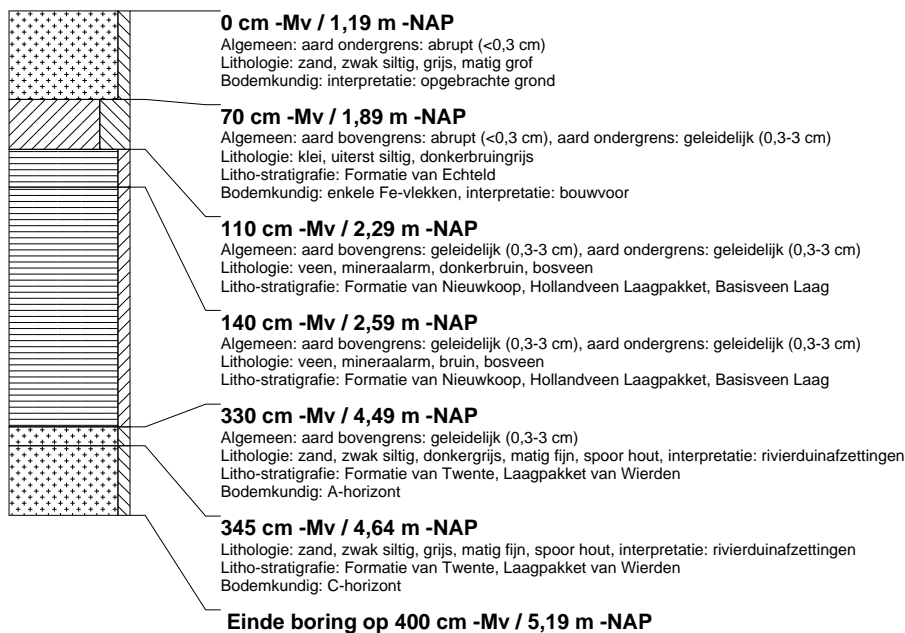 0 cm -Mv / 1,19 m -NAP
Algemeen: aard ondergrens: abrupt (<0,3 cm)
Lithologie: zand, zwak siltig, grijs, matig grof
Bodemkundig: interpretatie: opgebrachte grond
70 cm -Mv / 1,89 m -NAP
Algemeen: aard bovengrens: abrupt (<0,3 cm), aard ondergrens: geleidelijk (0,3-3 cm)
Lithologie: klei, uiterst siltig, donkerbruingrijs
Litho-stratigrafie: Formatie van Echteld
Bodemkundig: enkele Fe-vlekken, interpretatie: bouwvoor
110 cm -Mv / 2,29 m -NAP
Algemeen: aard bovengrens: geleidelijk (0,3-3 cm), aard ondergrens: geleidelijk (0,3-3 cm)
Lithologie: veen, mineraalarm, donkerbruin, bosveen
Litho-stratigrafie: Formatie van Nieuwkoop, Hollandveen Laagpakket, Basisveen Laag
140 cm -Mv / 2,59 m -NAP
Algemeen: aard bovengrens: geleidelijk (0,3-3 cm), aard ondergrens: geleidelijk (0,3-3 cm)
Lithologie: veen, mineraalarm, bruin, bosveen
Litho-stratigrafie: Formatie van Nieuwkoop, Hollandveen Laagpakket, Basisveen Laag
330 cm -Mv / 4,49 m -NAP
Algemeen: aard bovengrens: geleidelijk (0,3-3 cm)
Lithologie: zand, zwak siltig, donkergrijs, matig fijn, spoor hout, interpretatie: rivierduinafzettingen
Litho-stratigrafie: Formatie van Twente, Laagpakket van Wierden
Bodemkundig: A-horizont
345 cm -Mv / 4,64 m -NAP
Lithologie: zand, zwak siltig, grijs, matig fijn, spoor hout, interpretatie: rivierduinafzettingen
Litho-stratigrafie: Formatie van Twente, Laagpakket van Wierden
Bodemkundig: C-horizont
Einde boring op 400 cm -Mv / 5,19 m -NAP